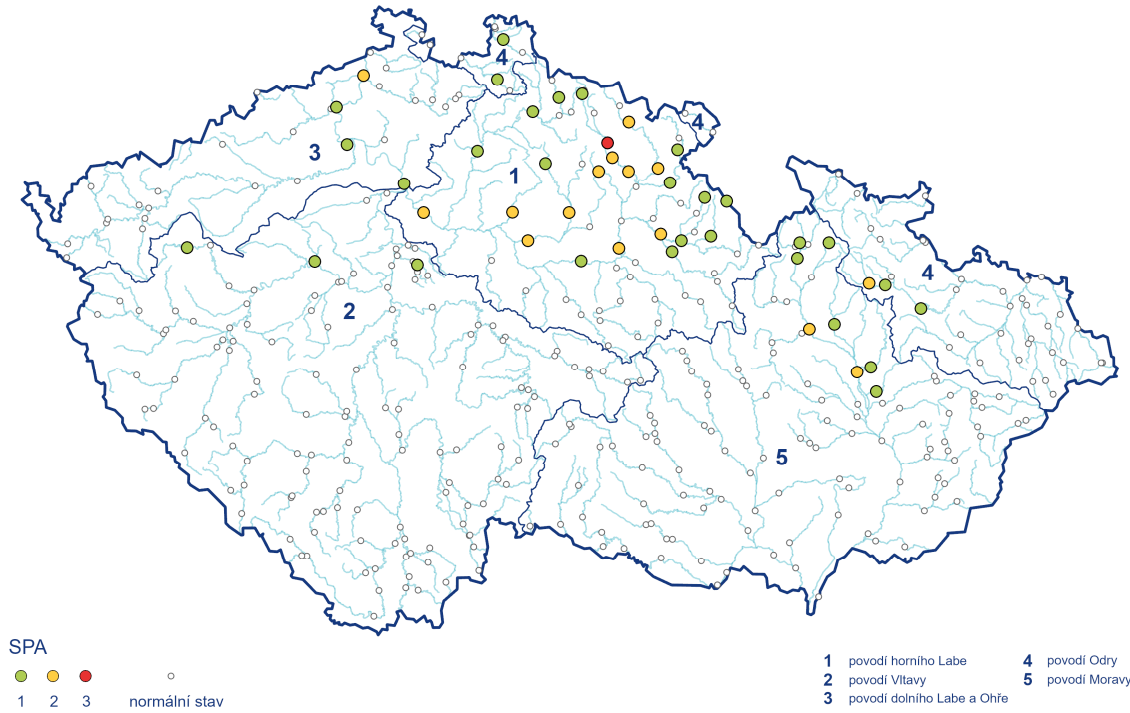 4
4
3
1
4
2
5
SPA
1 2 3 normální stav
1 povodí horního Labe
2 povodí Vltavy
3 povodí dolního Labe a Ohře
4 povodí Odry
5 povodí Moravy